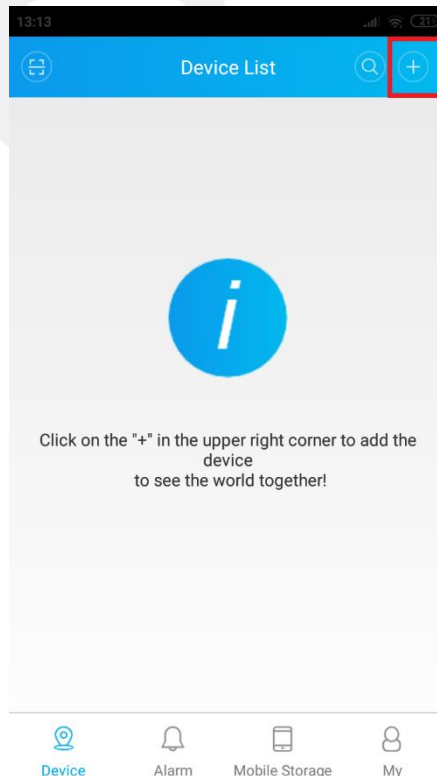 13:13
21
Device List
i
Click on the "+" in the upper right corner to add the
device
to see the world together!
Device
Alarm
Mobile Storage
My